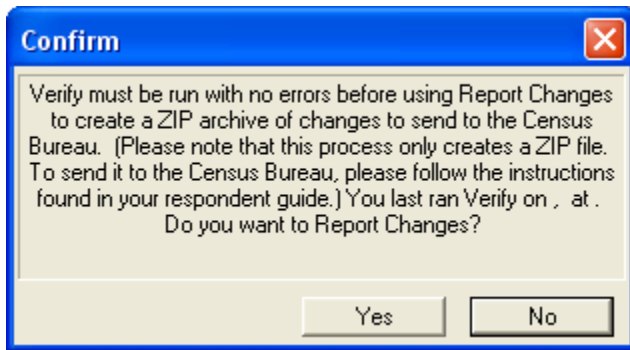 Confirm
Verify must be run with no errors before using Report Changes
to create a ZIP archive of changes to send to the Census
Bureau.  (Please note that this process only creates a ZIP file.
To send it to the Census Bureau, please follow the instructions
found in your respondent guide.) You last ran Verify on ,  at .
Do you want to Report Changes?
Yes
No